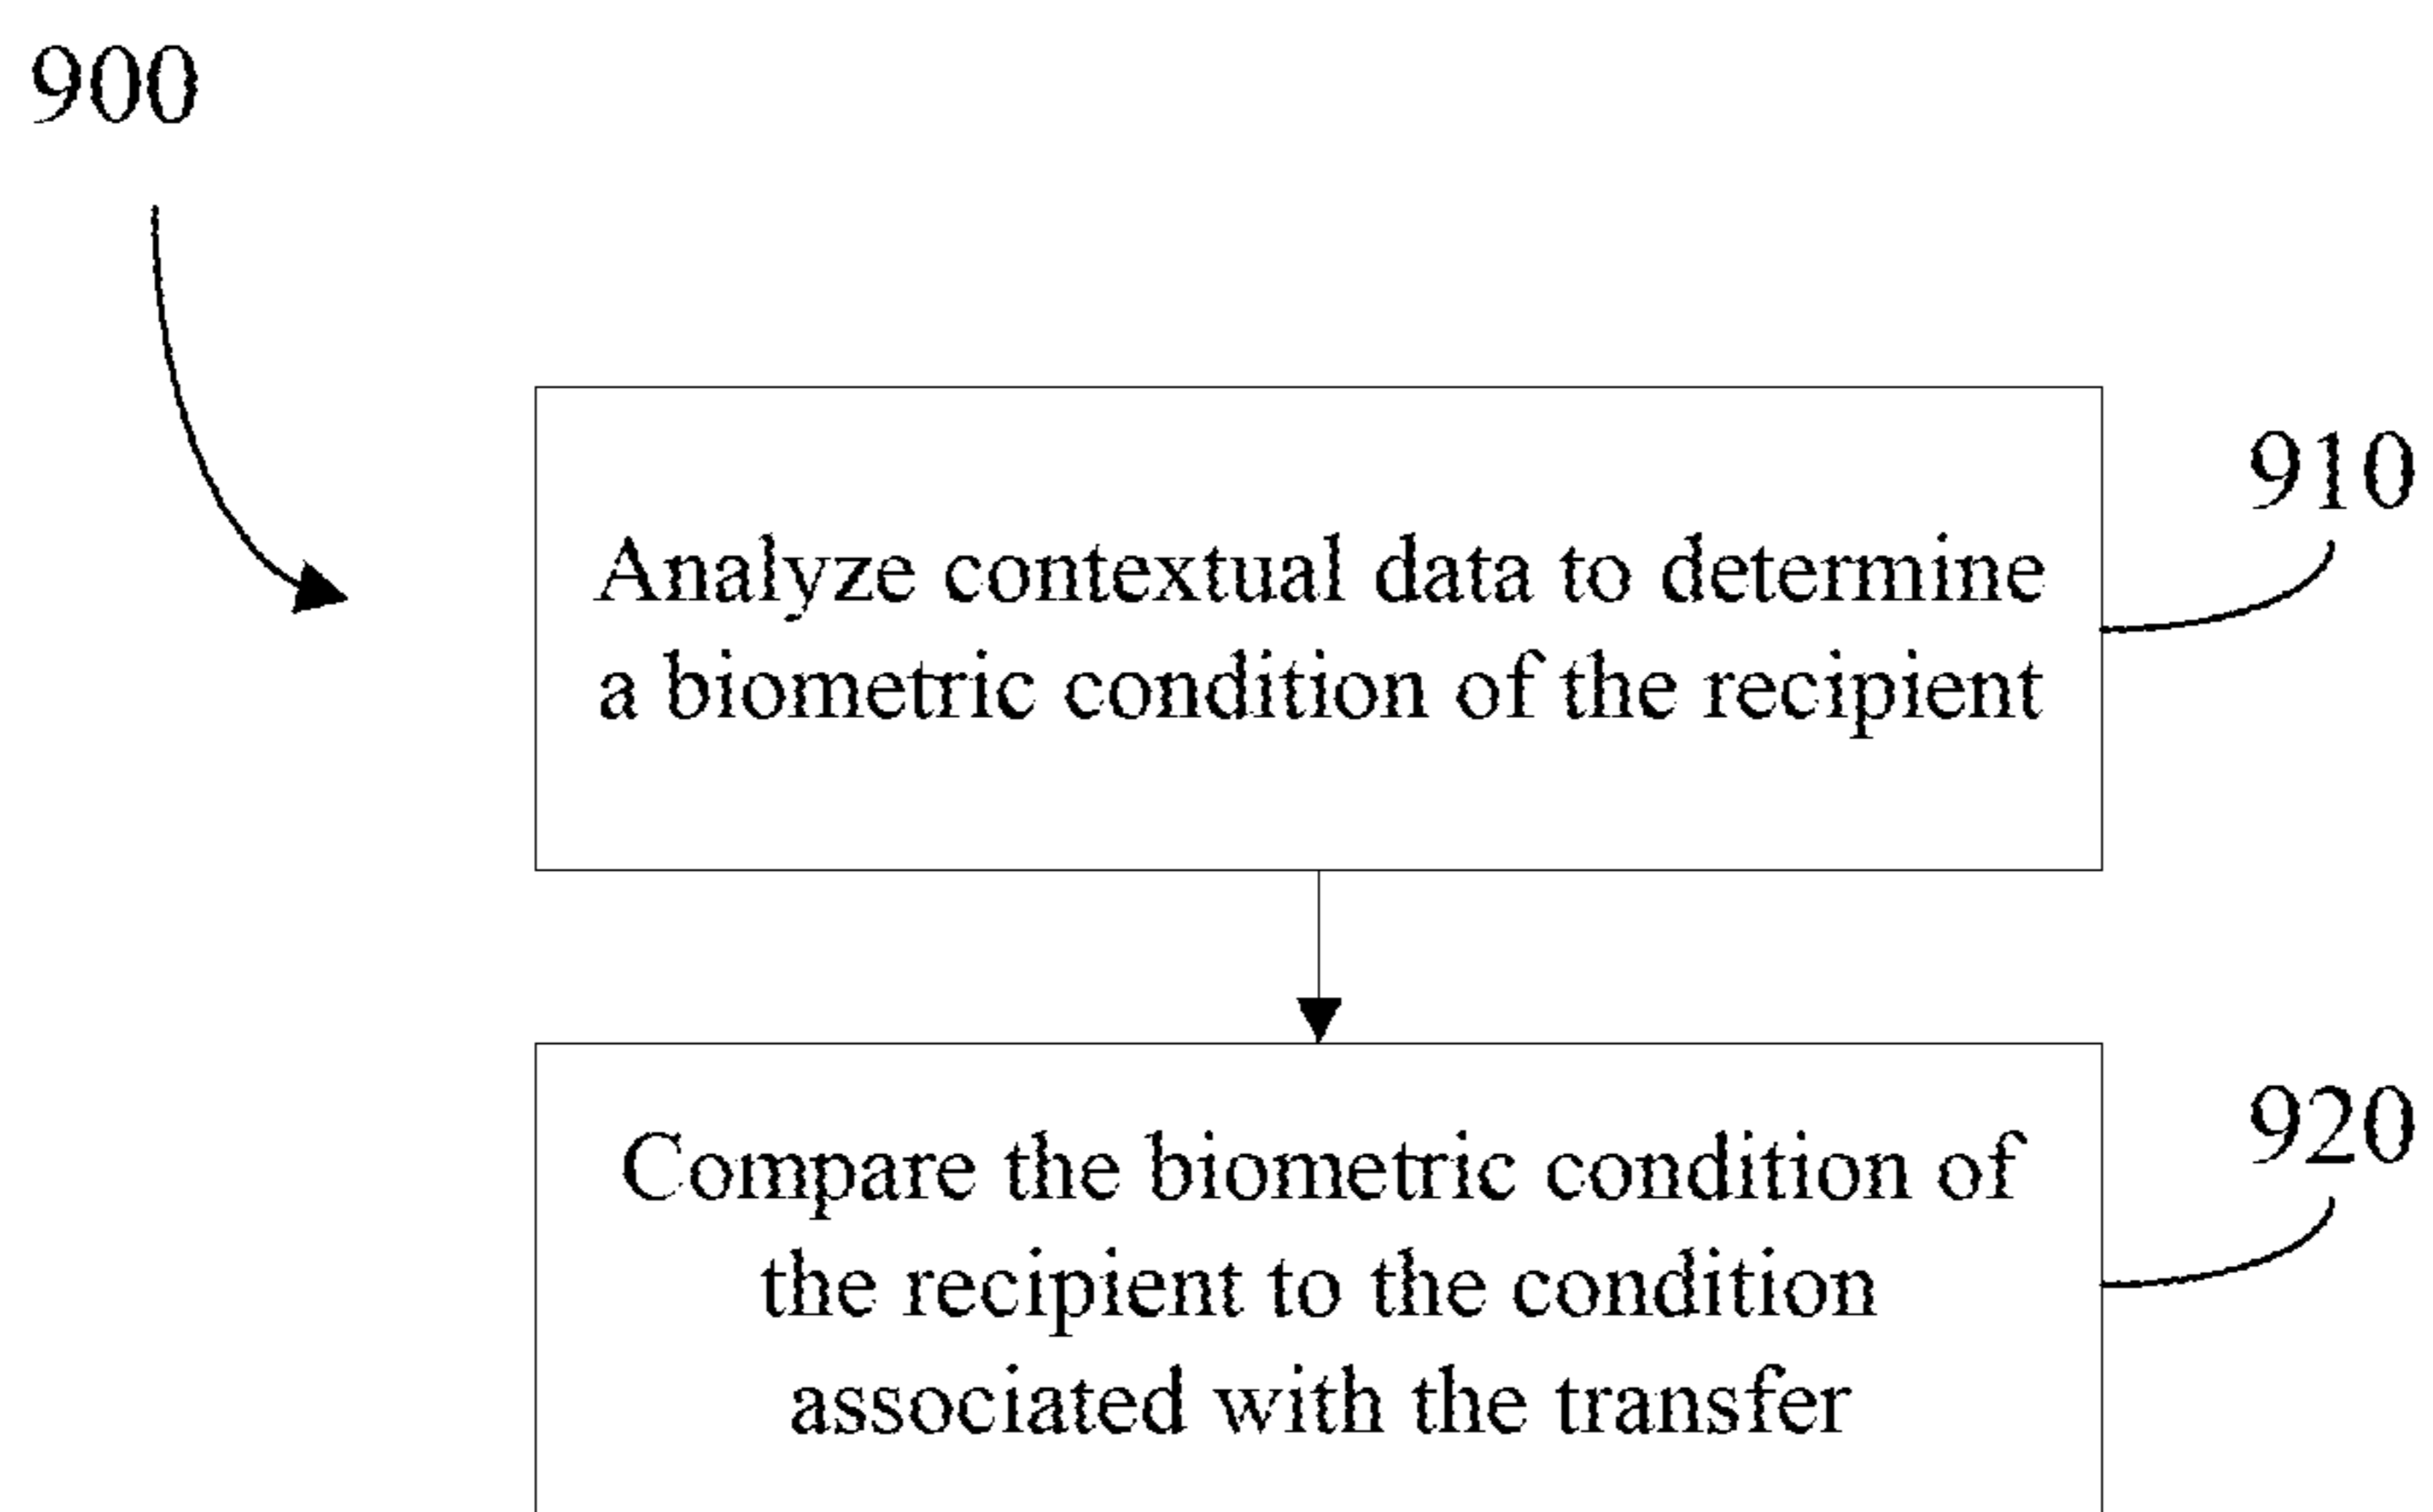 900
910
Analyze contextual data to determine
a biometric condition of the recipient
920
Compare the biometric condition of
the recipient to the condition
associated with the transfer